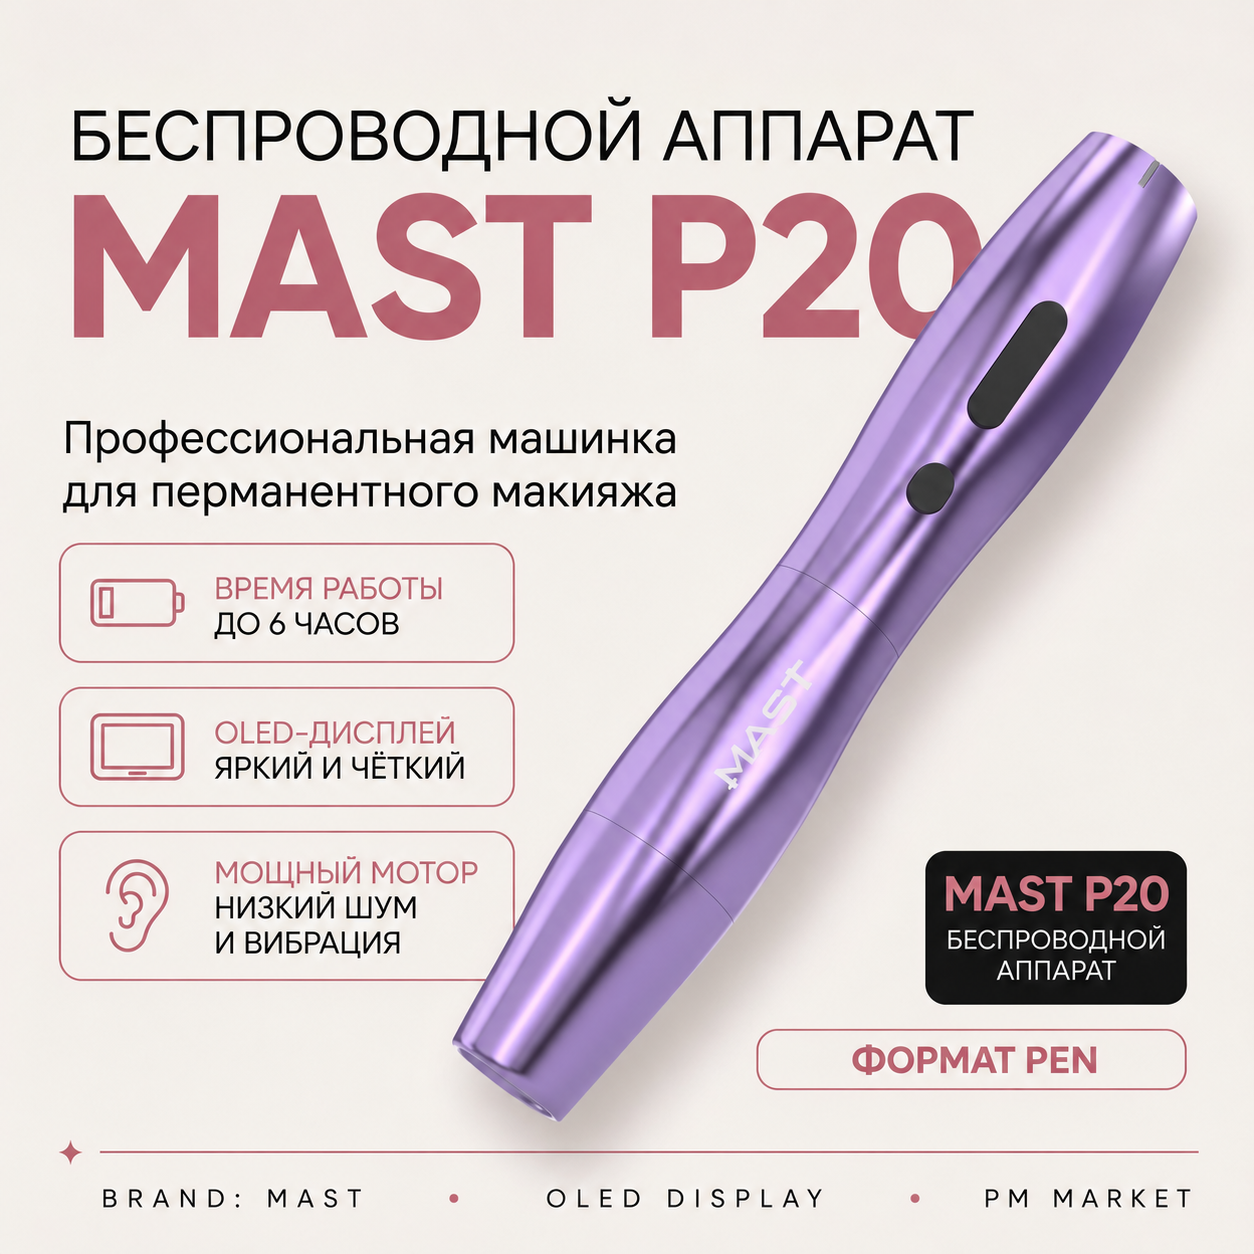 БЕСПРОВОДНОЙ АППАРАТ
MAST P20
Профессиональная машинка
для перманентного макияжа
ВРЕМЯ РАБОТЫ
ДО 6 ЧАСОВ
OLED-ДИСПЛЕЙ
ЯРКИЙ И ЧЁТКИЙ
МОЩНЫЙ МОТОР
НИЗКИЙ ШУМ
И ВИБРАЦИЯ
MAST
MAST P20
БЕСПРОВОДНОЙ
АППАРАТ
ФОРМАТ PEN
BRAND: MAST • OLED DISPLAY • PM MARKET